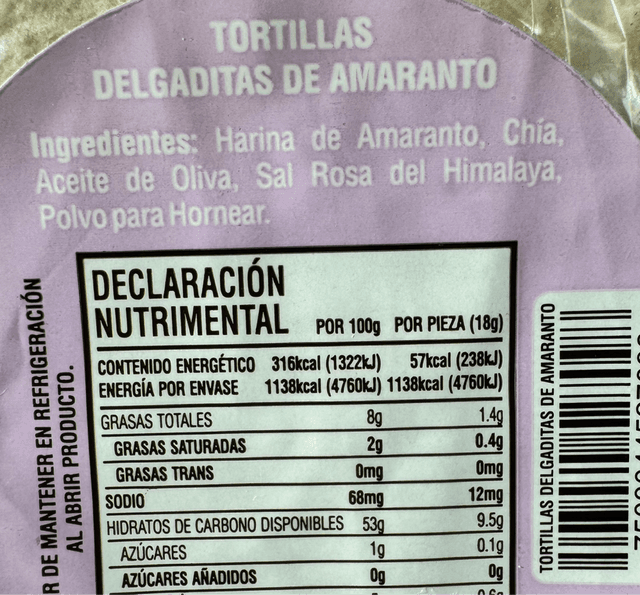 TORTILLAS
DELGADITAS DE AMARANTO
Ingredientes: Harina de Amaranto, Chía,
Aceite de Oliva, Sal Rosa del Himalaya,
Polvo para Hornear.
DECLARACIÓN
NUTRIMENTAL POR 100g POR PIEZA (18g)
CONTENIDO ENERGÉTICO 316kcal (1322kJ) 57kcal (238kJ)
ENERGÍA POR ENVASE 1138kcal (4760kJ) 1138kcal (4760kJ)
GRASAS TOTALES 8g 1.4g
GRASAS SATURADAS 2g 0.4g
GRASAS TRANS 0mg 0mg
SODIO 68mg 12mg
HIDRATOS DE CARBONO DISPONIBLES 53g 9.5g
AZÚCARES 1g 0.1g
AZÚCARES AÑADIDOS 0g 0g
DE MANTENER EN REFRIGERACIÓN
AL ABRIR PRODUCTO.
TORTILLAS DELGADITAS DE AMARANTO